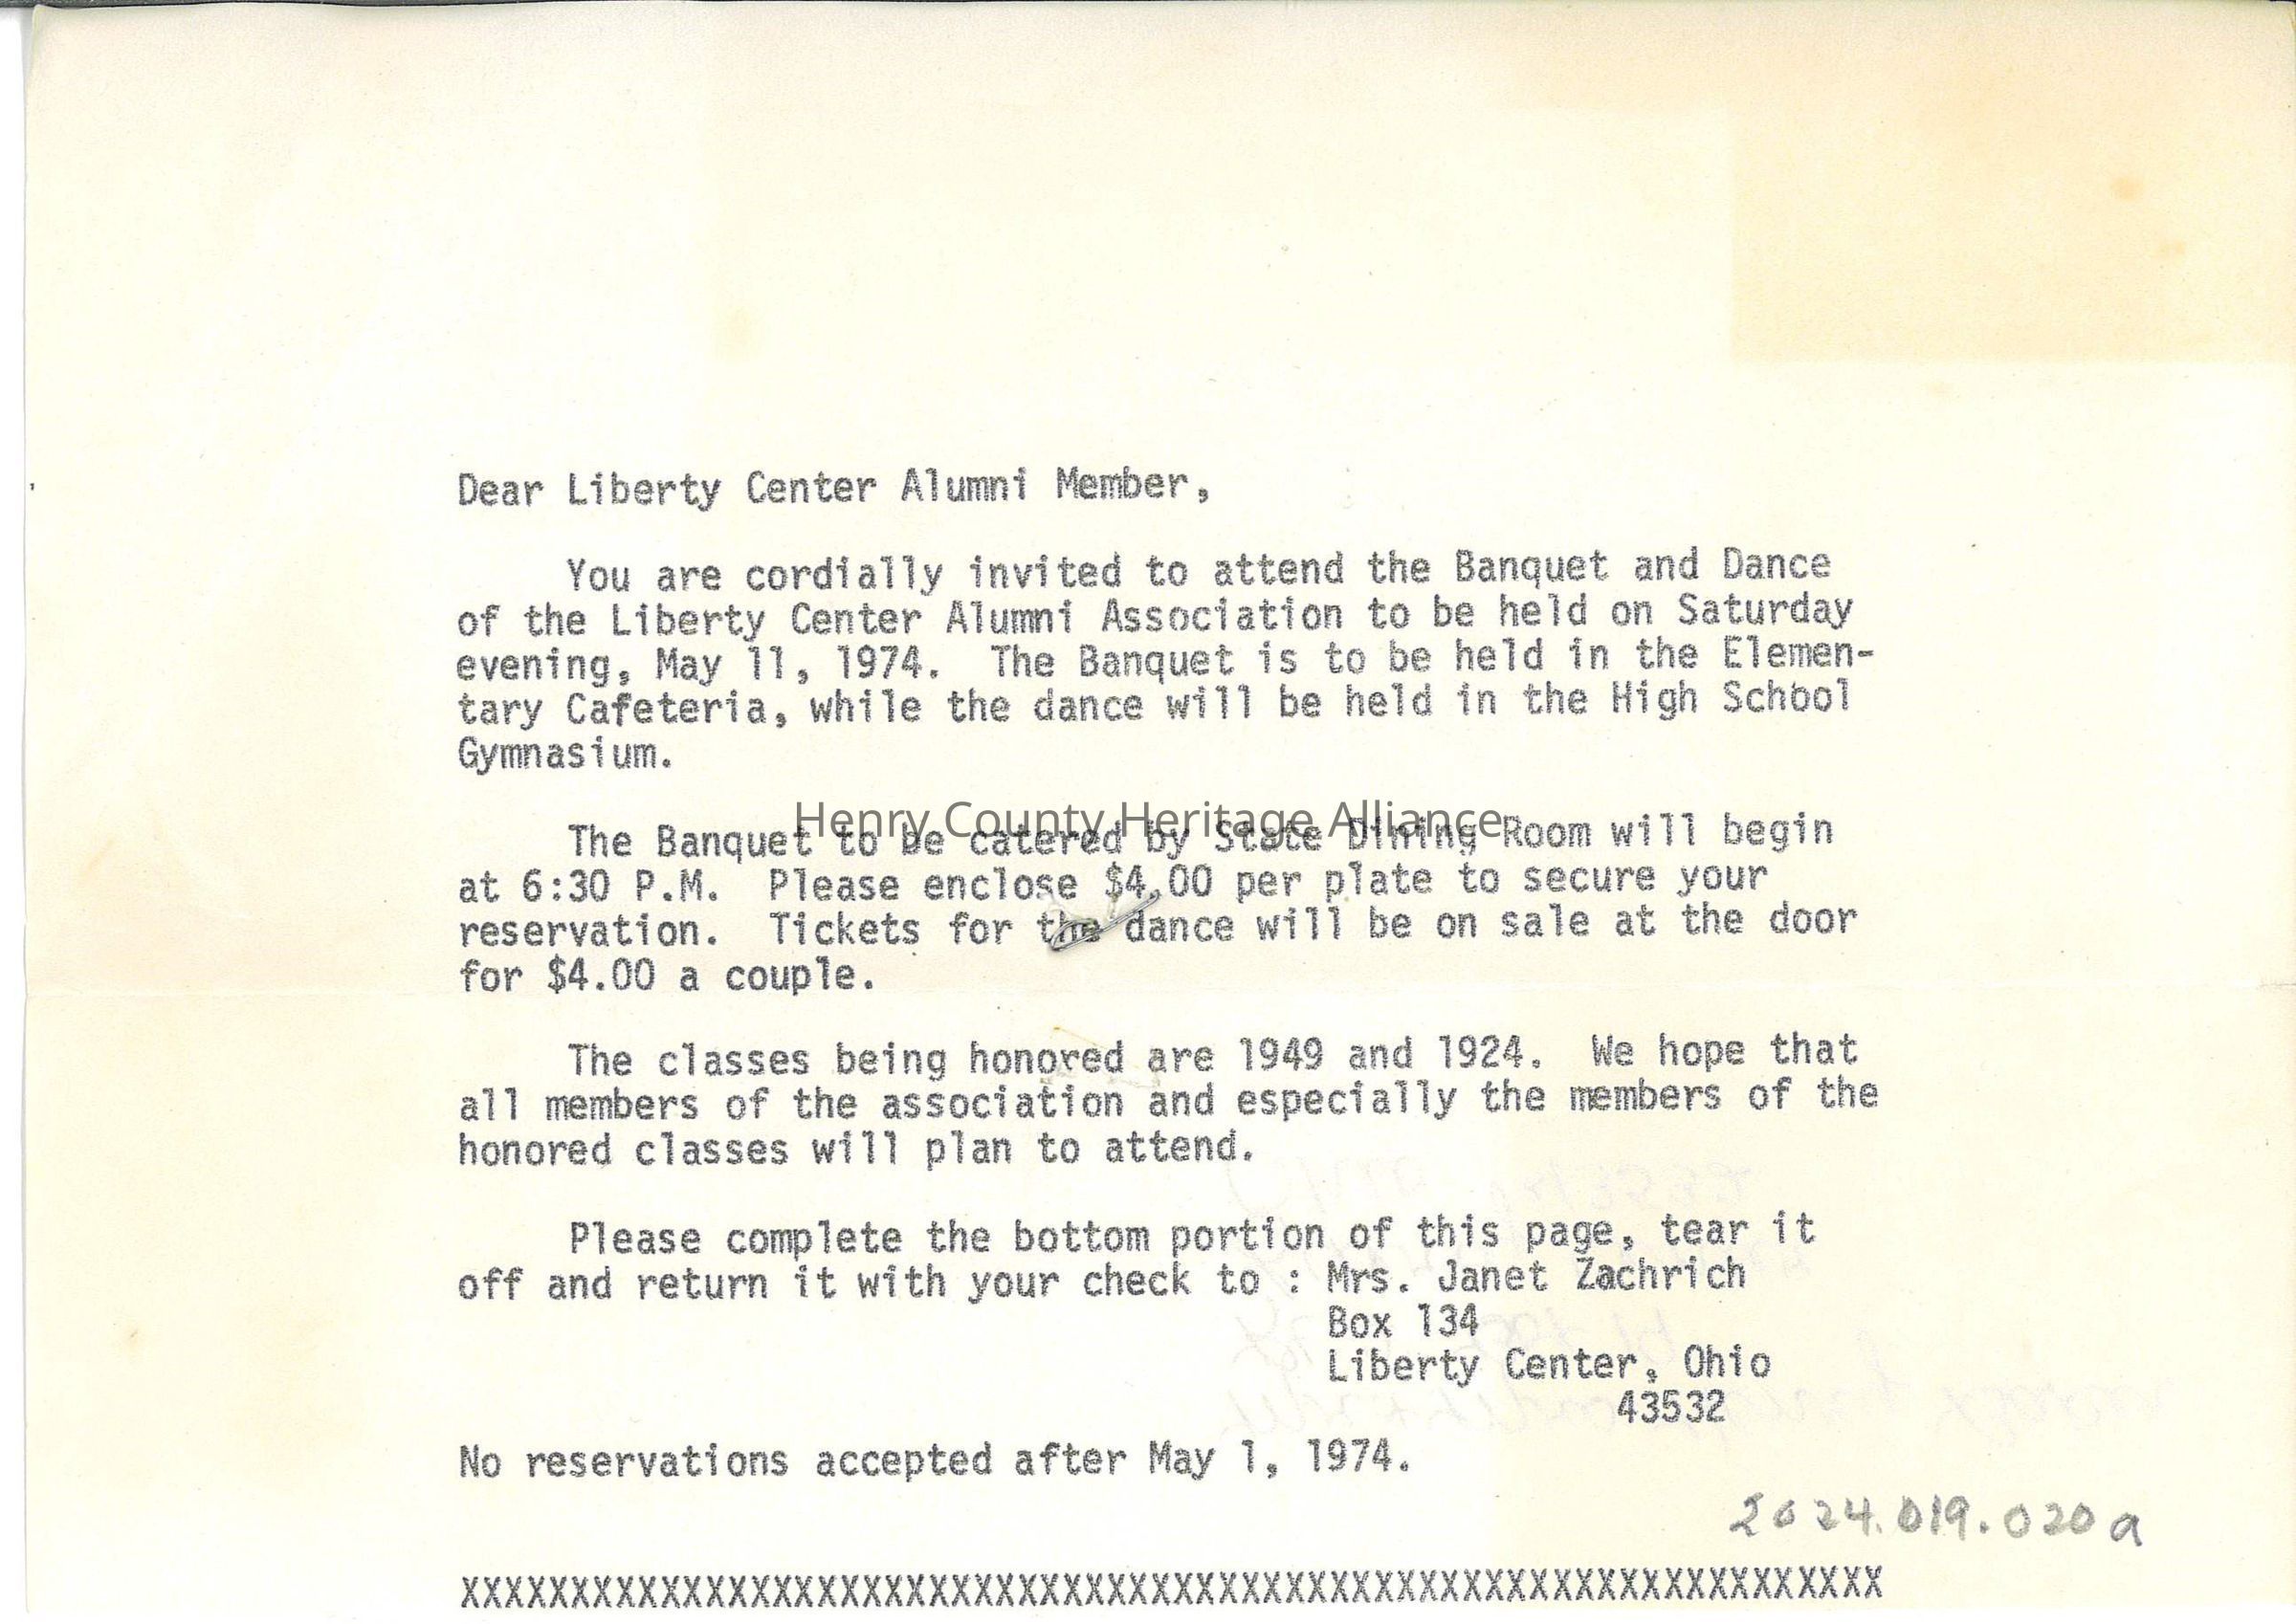 Dear Liberty Center Alumni Member,
You are cordially invited to attend the Banquet and Dance
of the Liberty Center Alumni Association to be held on Saturday
evening, May 11, 1974. The Banquet is to be held in the Elemen-
tary Cafeteria, while the dance will be held in the High School
Gymnasium.
Henry County Heritage Alliance
The Banquet to be catered by State Dining Room will begin
at 6:30 P.M. Please enclose $4.00 per plate to secure your
reservation. Tickets for the dance will be on sale at the door
for $4.00 a couple.
The classes being honored are 1949 and 1924. We hope that
all members of the association and especially the members of the
honored classes will plan to attend.
Please complete the bottom portion of this page, tear it
off and return it with your check to : Mrs. Janet Zachrich
Box 134
Liberty Center, Ohio
43532
No reservations accepted after May 1, 1974.
2024.019.020a
XXXXXXXXXXXXXXXXXXXXXXXXXXXXXXXXXXXXXXXXXXXXXXXXXXXXXXXXXXXXXXXX